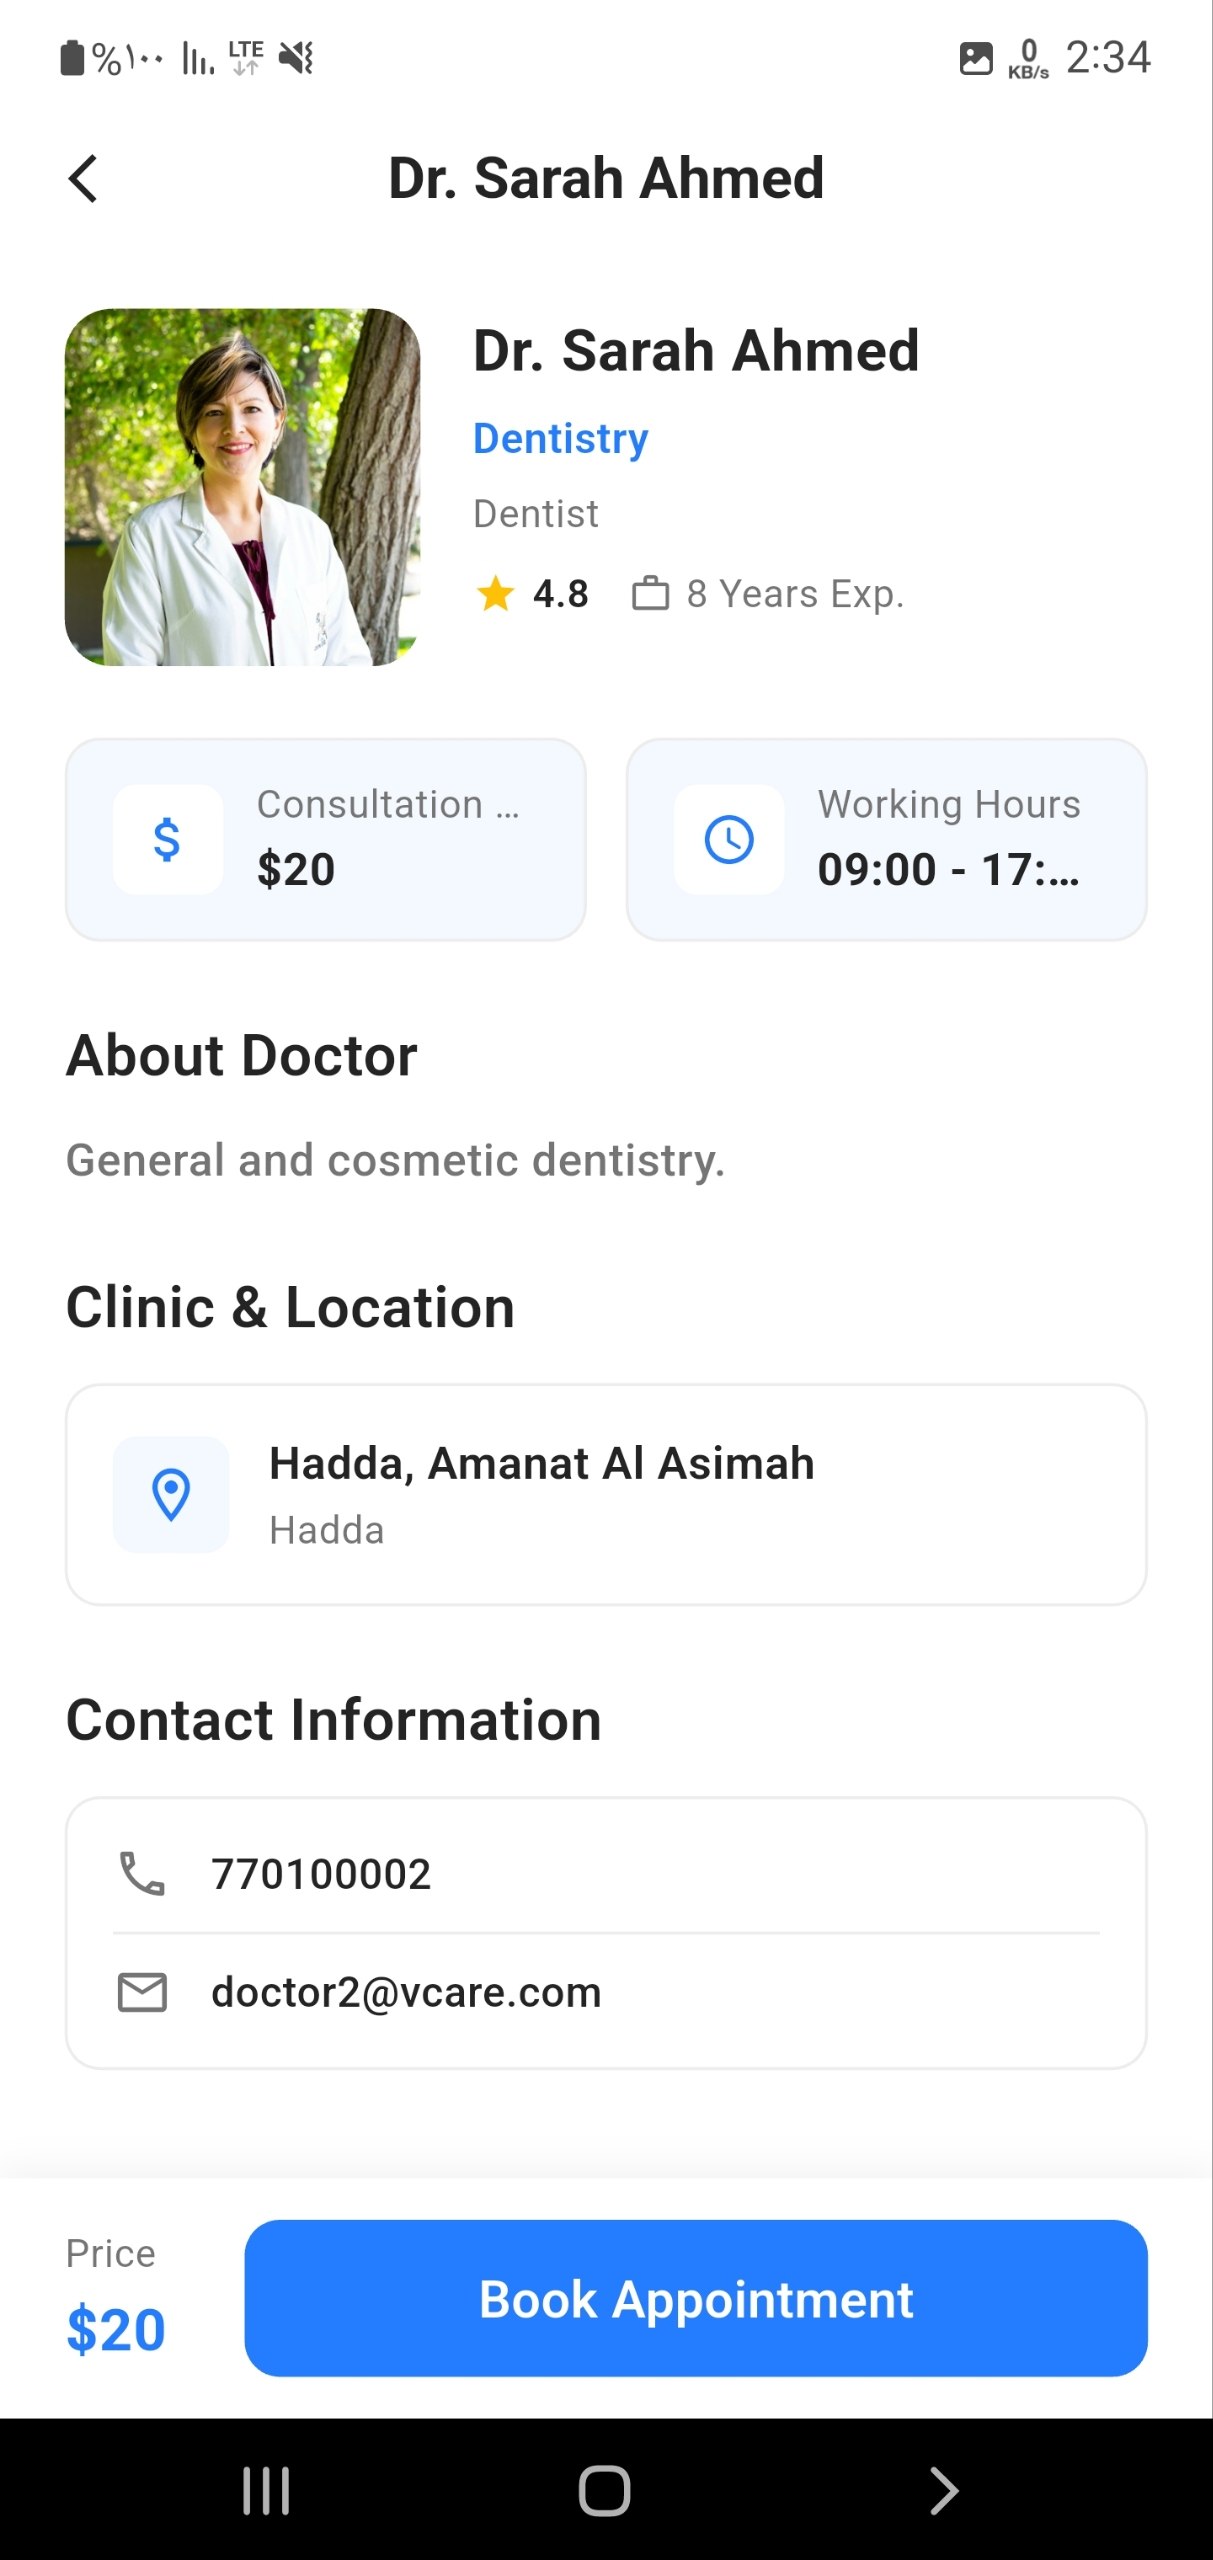 %١٠٠ LTE 0 KB/s 2:34
Dr. Sarah Ahmed
Dr. Sarah Ahmed
Dentistry
Dentist
4.8 8 Years Exp.
Consultation ...
$20
Working Hours
09:00 - 17:...
About Doctor
General and cosmetic dentistry.
Clinic & Location
Hadda, Amanat Al Asimah
Hadda
Contact Information
770100002
doctor2@vcare.com
Price
$20
Book Appointment